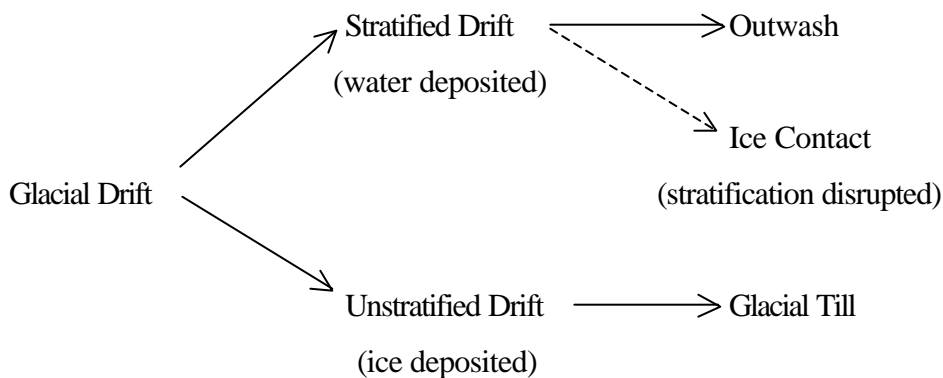 Stratified Drift
Outwash
(water deposited)
Ice Contact
Glacial Drift
(stratification disrupted)
Unstratified Drift
Glacial Till
(ice deposited)